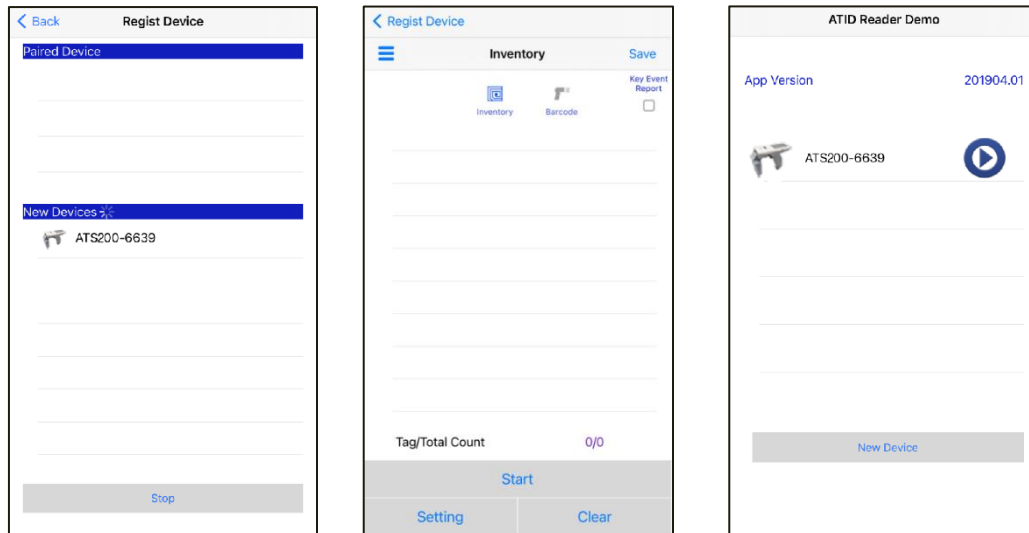 Back
Regist Device
Paired Device
New Devices
ATS200-6639
Stop
Regist Device
Inventory
Save
Inventory
Barcode
Key Event
Report
Tag/Total Count 0/0
Start
Setting
Clear
ATID Reader Demo
App Version 201904.01
ATS200-6639
New Device